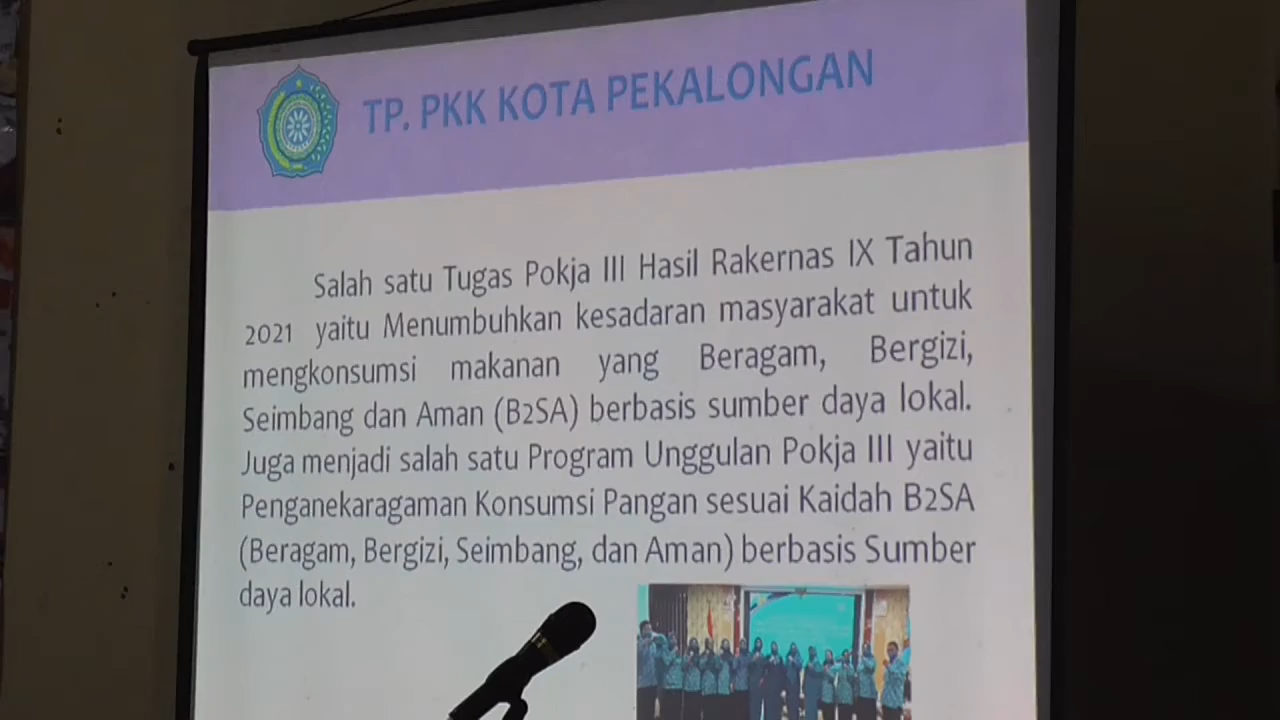 TP. PKK KOTA PEKALONGAN
Salah satu Tugas Pokja III Hasil Rakernas IX Tahun
2021 yaitu Menumbuhkan kesadaran masyarakat untuk
mengkonsumsi makanan yang Beragam, Bergizi,
Seimbang dan Aman (B2SA) berbasis sumber daya lokal.
Juga menjadi salah satu Program Unggulan Pokja III yaitu
Penganekaragaman Konsumsi Pangan sesuai Kaidah B2SA
(Beragam, Bergizi, Seimbang, dan Aman) berbasis Sumber
daya lokal.